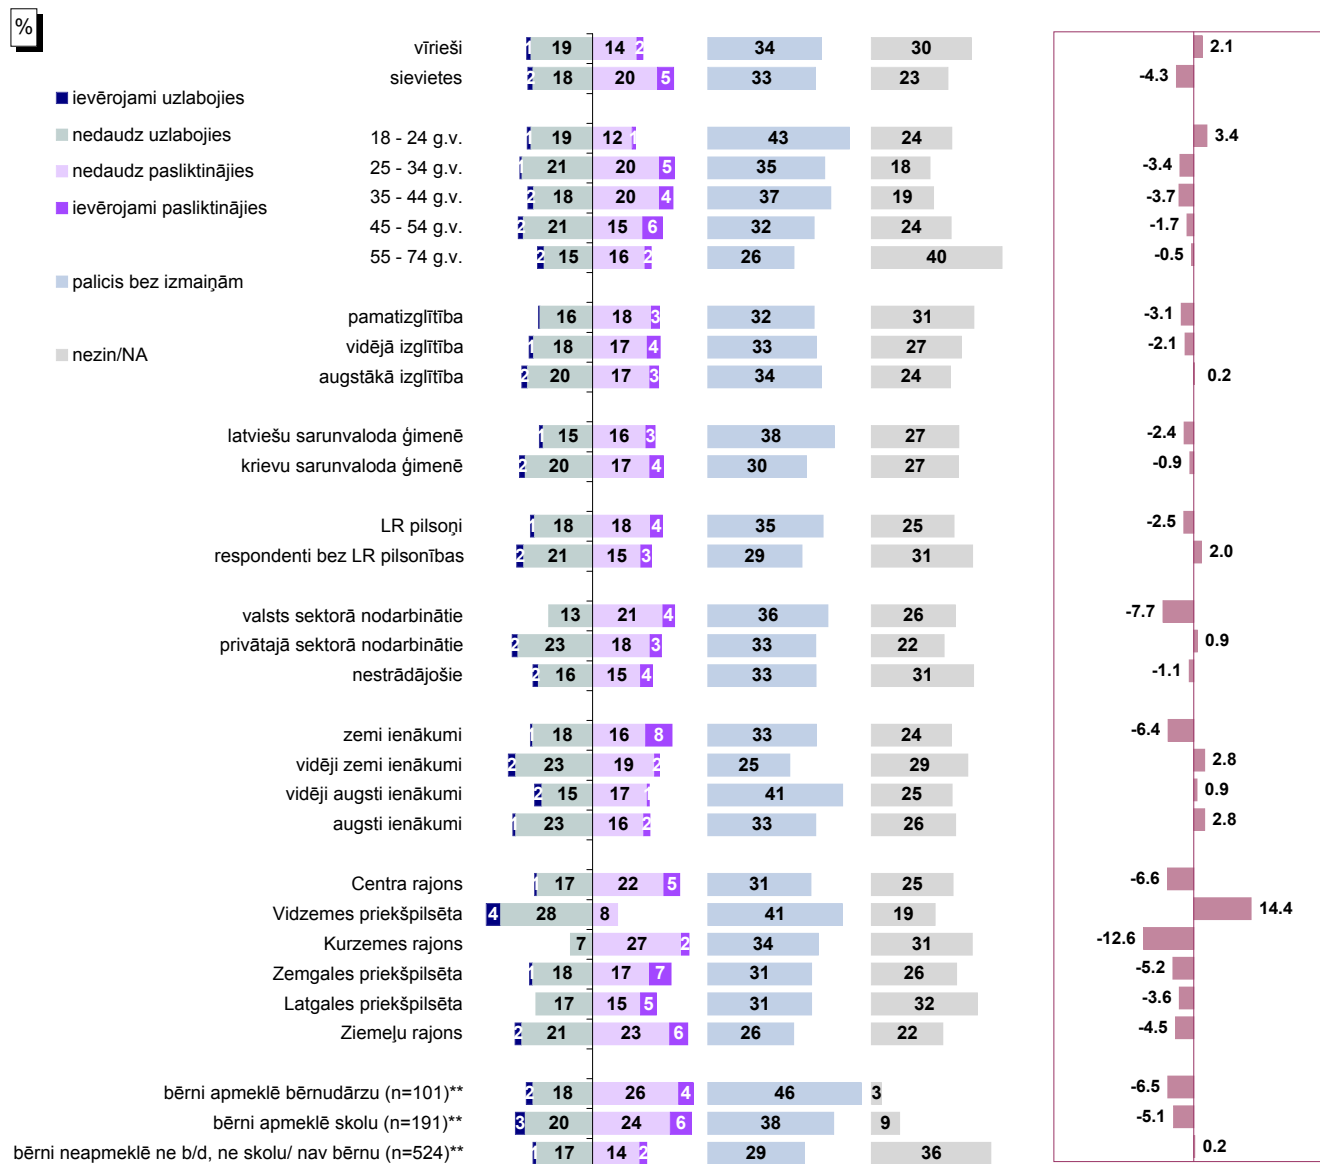 %
ievērojami uzlabojies
nedaudz uzlabojies
nedaudz pasliktinājies
ievērojami pasliktinājies
palicis bez izmaiņām
nezin/NA
vīrieši 1 19 14 2 34 30 2.1
sievietes 2 18 20 5 33 23 -4.3
18 - 24 g.v. 1 19 12 1 43 24 3.4
25 - 34 g.v. 1 21 20 5 35 18 -3.4
35 - 44 g.v. 2 18 20 4 37 19 -3.7
45 - 54 g.v. 2 21 15 6 32 24 -1.7
55 - 74 g.v. 2 15 16 2 26 40 -0.5
pamatizglītība 16 18 3 32 31 -3.1
vidējā izglītība 1 18 17 4 33 27 -2.1
augstākā izglītība 2 20 17 3 34 24 0.2
latviešu sarunvaloda ģimenē 1 15 16 3 38 27 -2.4
krievu sarunvaloda ģimenē 2 20 17 4 30 27 -0.9
LR pilsoņi 1 18 18 4 35 25 -2.5
respondenti bez LR pilsonības 2 21 15 3 29 31 2.0
valsts sektorā nodarbinātie 13 21 4 36 26 -7.7
privātajā sektorā nodarbinātie 2 23 18 3 33 22 0.9
nestrādājošie 2 16 15 4 33 31 -1.1
zemi ienākumi 1 18 16 8 33 24 -6.4
vidēji zemi ienākumi 2 23 19 2 25 29 2.8
vidēji augsti ienākumi 2 15 17 1 41 25 0.9
augsti ienākumi 1 23 16 2 33 26 2.8
Centra rajons 1 17 22 5 31 25 -6.6
Vidzemes priekšpilsēta 4 28 8 41 19 14.4
Kurzemes rajons 7 27 2 34 31 -12.6
Zemgales priekšpilsēta 1 18 17 7 31 26 -5.2
Latgales priekšpilsēta 17 15 5 31 32 -3.6
Ziemeļu rajons 2 21 23 6 26 22 -4.5
bērni apmeklē bērnudārzu (n=101)** 2 18 26 4 46 3 -6.5
bērni apmeklē skolu (n=191)** 3 20 24 6 38 9 -5.1
bērni neapmeklē ne b/d, ne skolu/ nav bērnu (n=524)** 1 17 14 2 29 36 0.2